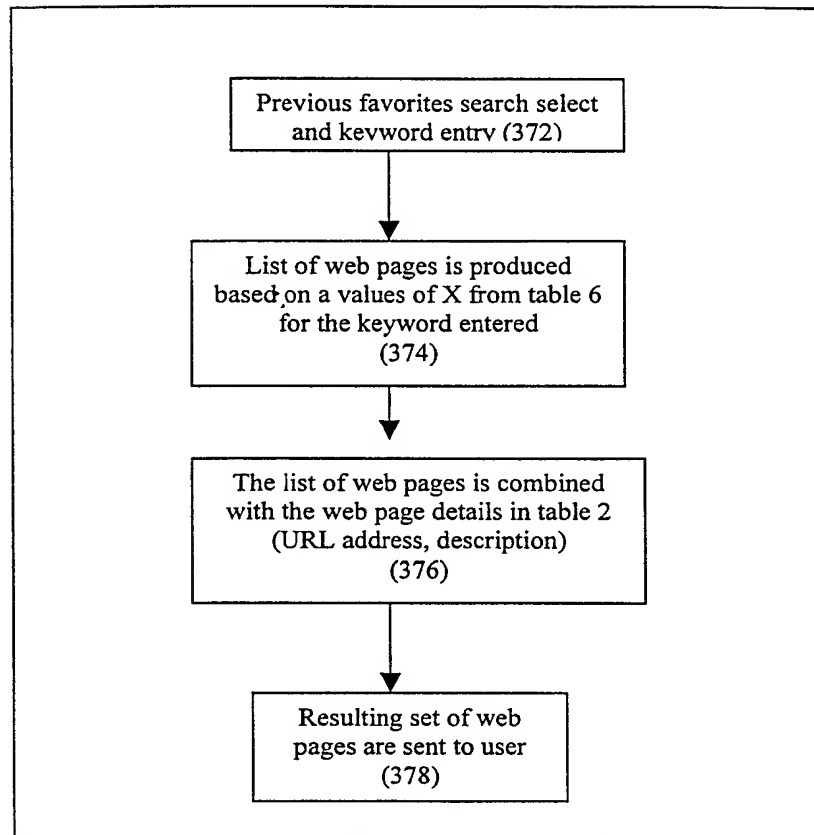 Previous favorites search select
and keyword entry (372)
List of web pages is produced
based on a values of X from table 6
for the keyword entered
(374)
The list of web pages is combined
with the web page details in table 2
(URL address, description)
(376)
Resulting set of web
pages are sent to user
(378)